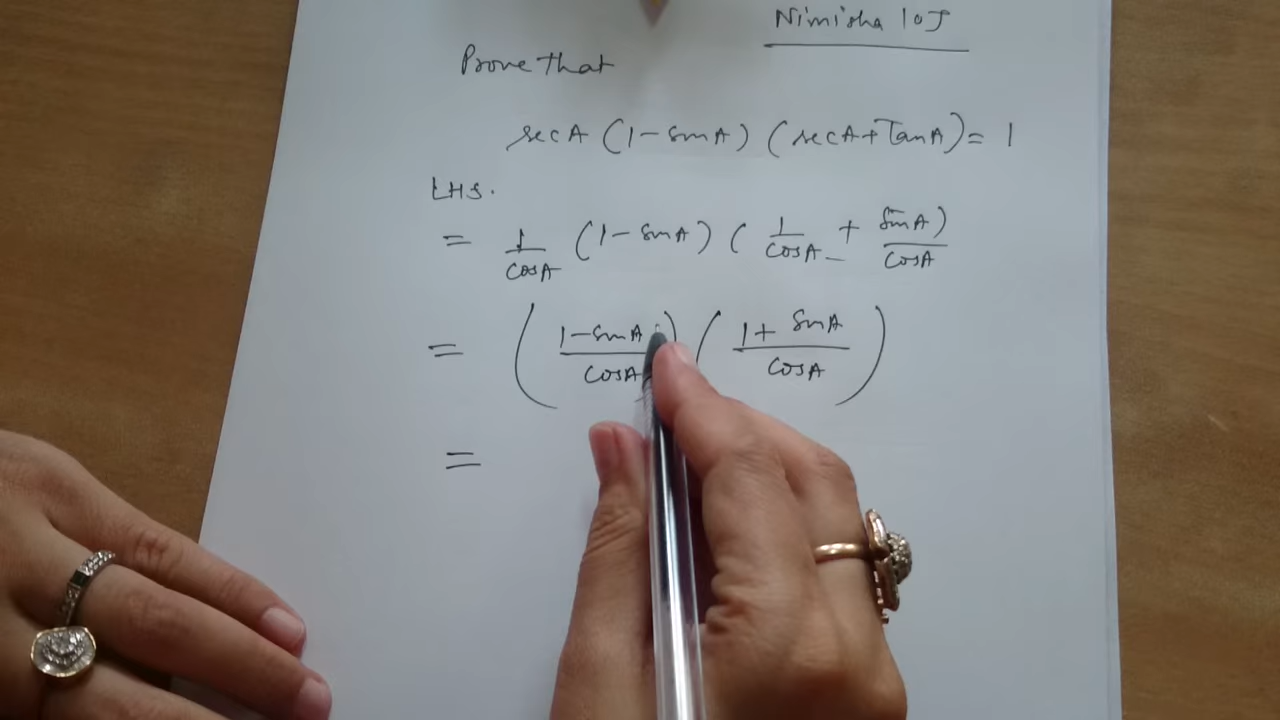 Nimisha IOJ
Prove that
secA (1-sinA) (secA+TanA)= 1
LHS.
= 1/cosA (1-sinA) ( 1/cosA + sinA/cosA )
= ( 1-sinA/cosA ) ( 1+ sinA/cosA )
=